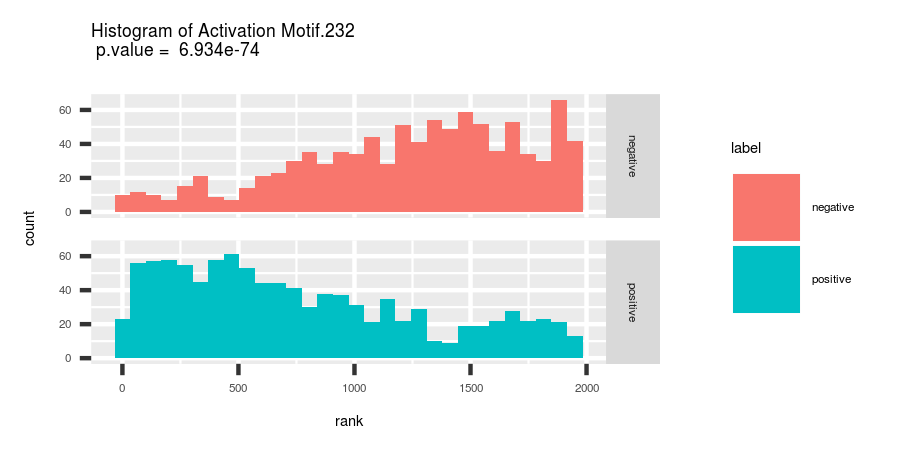 Histogram of Activation Motif.232
p.value = 6.934e-74
60
40
20
0
negative
60
40
20
0
positive
count
0 500 1000 1500 2000
rank
label
negative
positive